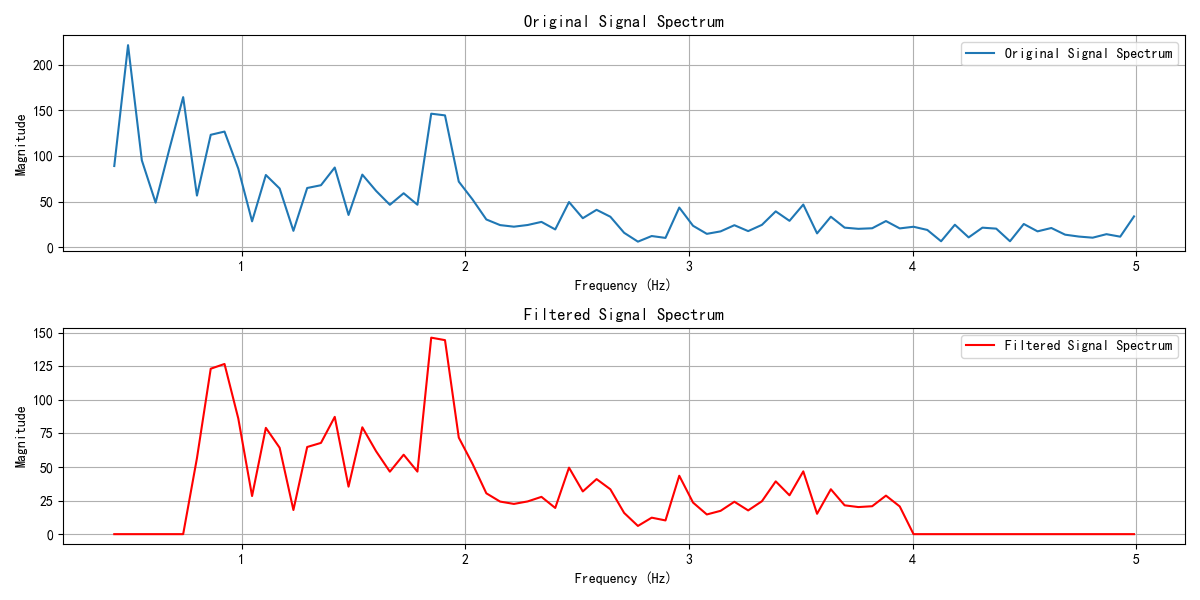 Original Signal Spectrum
Original Signal Spectrum
200
150
100
50
0
Magnitude
1 2 3 4 5
Frequency (Hz)
Filtered Signal Spectrum
Filtered Signal Spectrum
150
125
100
75
50
25
0
Magnitude
1 2 3 4 5
Frequency (Hz)